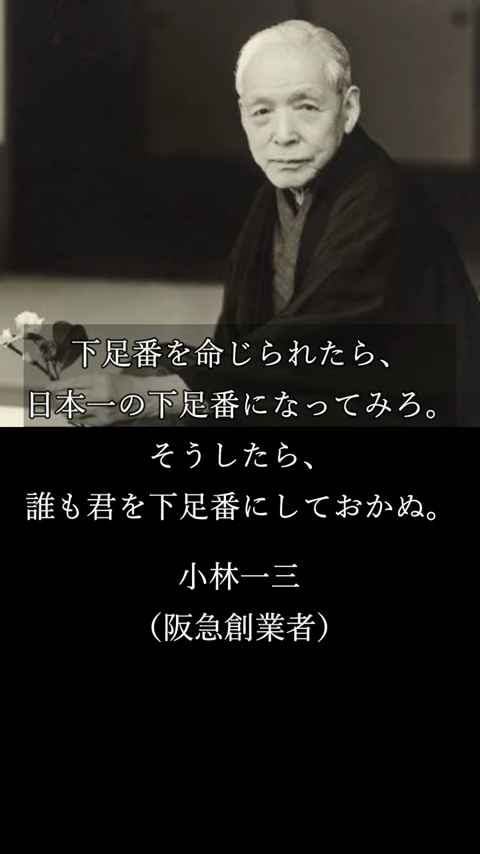 下足番を命じられたら、
日本一の下足番になってみろ。
そうしたら、
誰も君を下足番にしておかぬ。
小林一三
（阪急創業者）